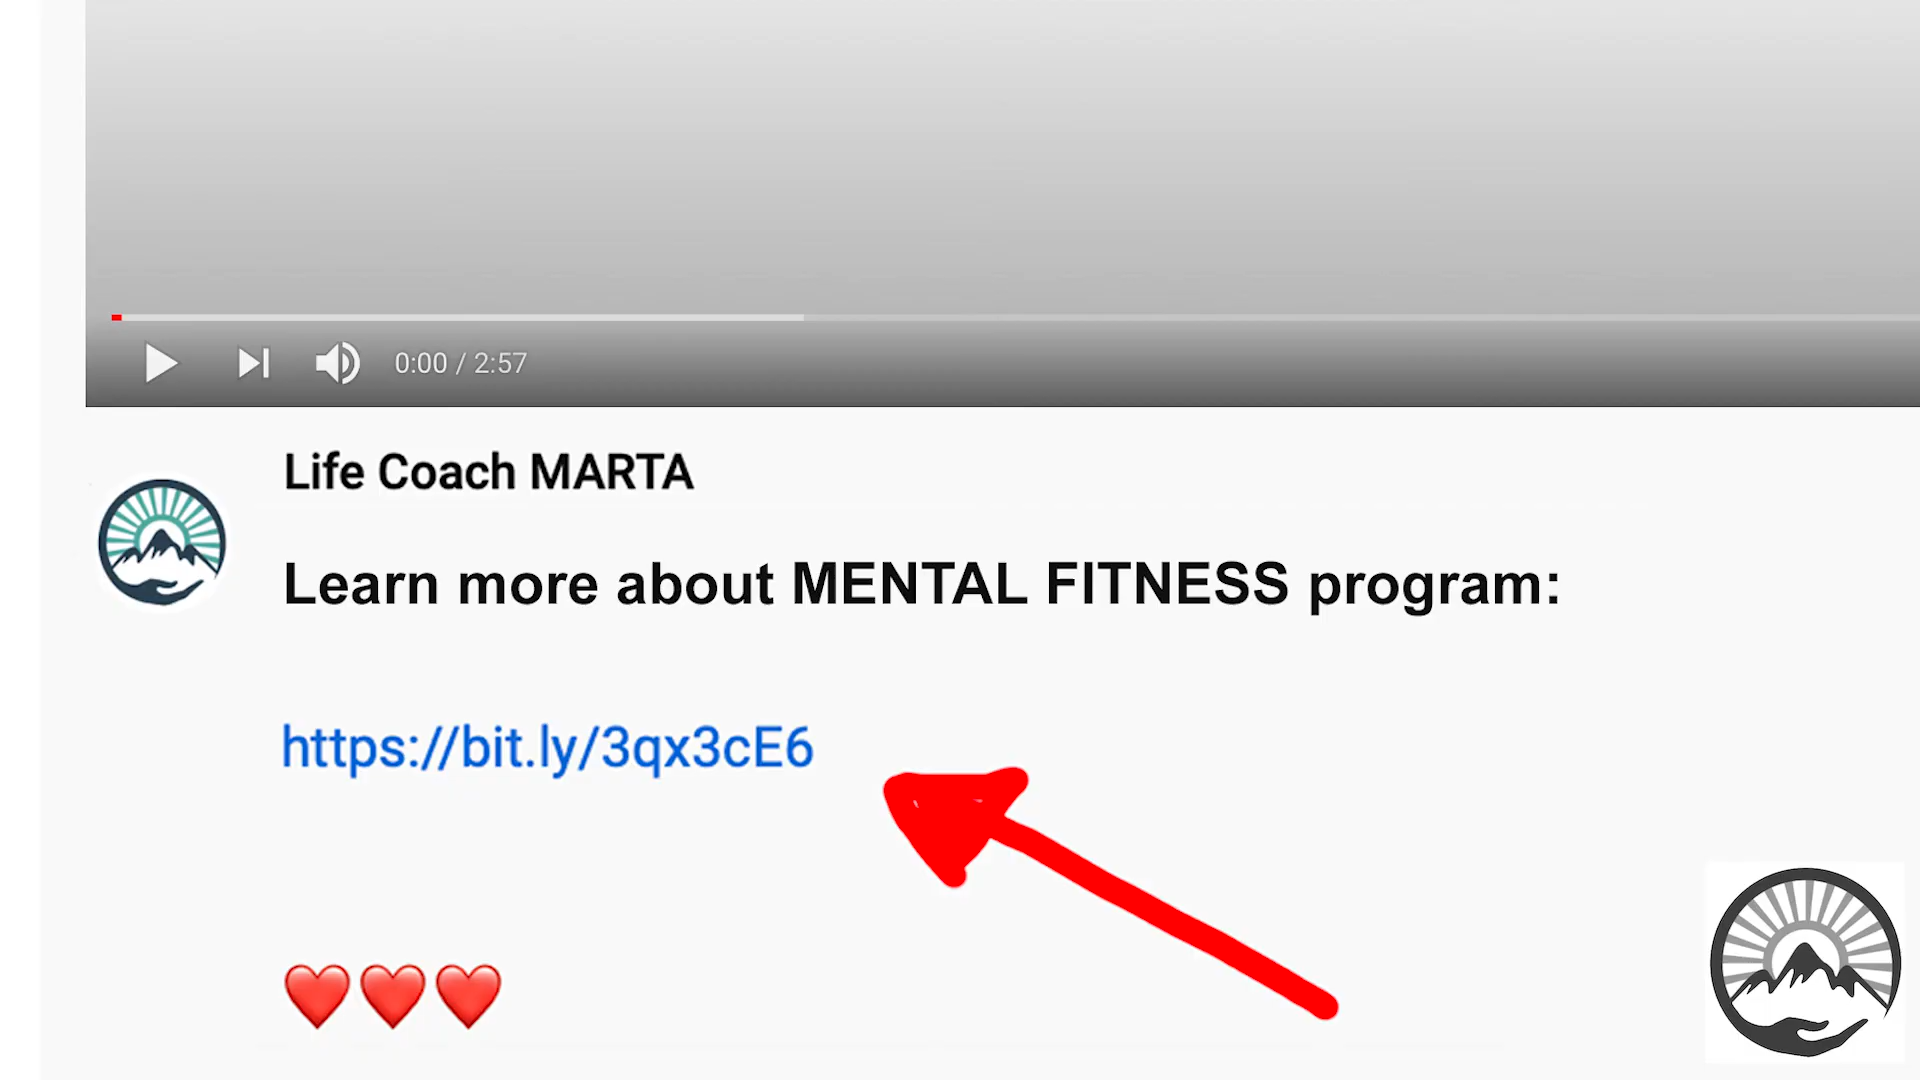 0:00 / 2:57
Life Coach MARTA
Learn more about MENTAL FITNESS program:
https://bit.ly/3qx3cE6